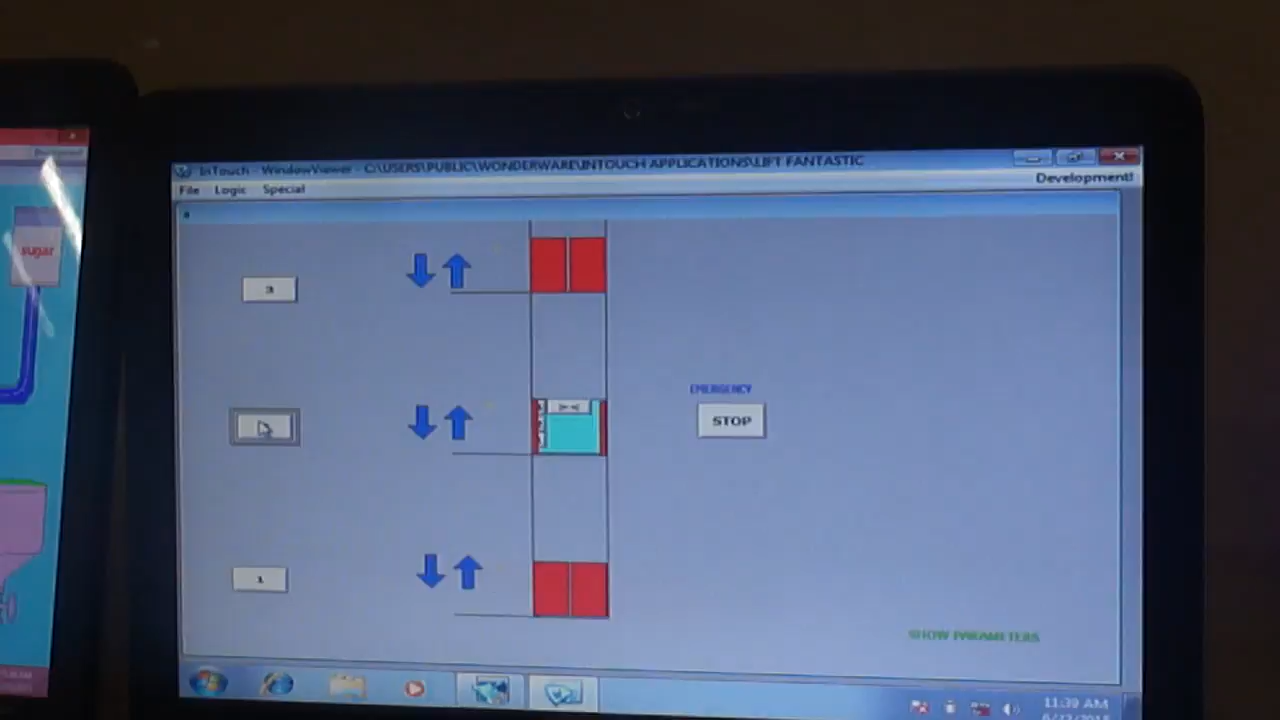 InTouch - WindowViewer - C:\USERS\PUBLIC\WONDERWARE\INTOUCH APPLICATIONS\LIFT FANTASTIC
File Logic Special
Development!
sugar
3
EMERGENCY
STOP
1
SHOW PARAMETERS
11:39 AM